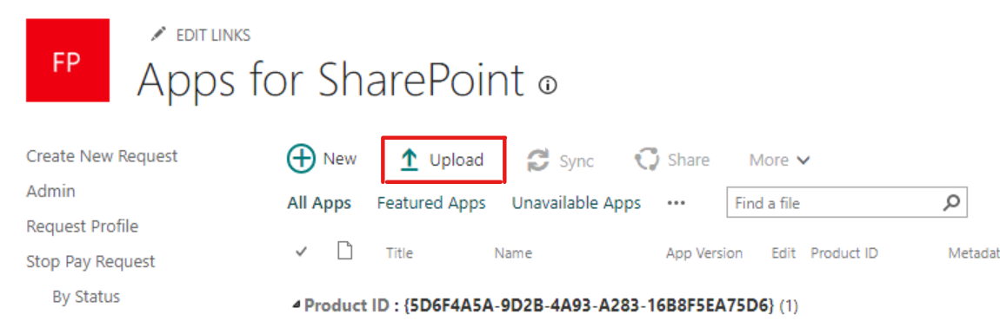 FP
EDIT LINKS
Apps for SharePoint
Create New Request
Admin
Request Profile
Stop Pay Request
By Status
New Upload Sync Share More
All Apps Featured Apps Unavailable Apps ••• Find a file
Title Name App Version Edit Product ID Metadat
Product ID : {5D6F4A5A-9D2B-4A93-A283-16B8F5EA75D6} (1)